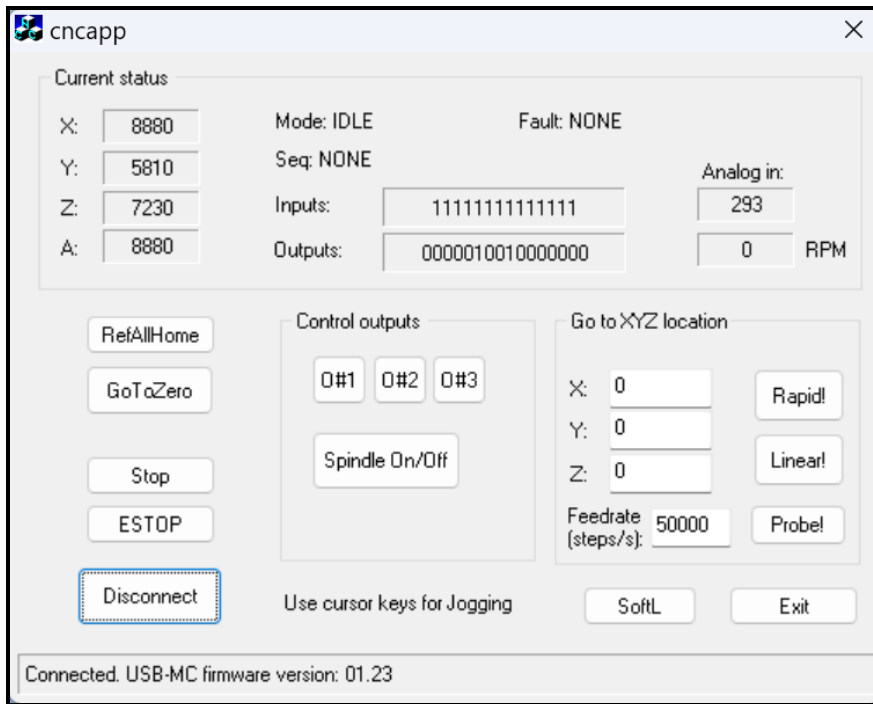 cncapp
Current status
X: 8880
Mode: IDLE
Fault: NONE
Y: 5810
Seq: NONE
Analog in:
Z: 7230
Inputs: 11111111111111
293
A: 8880
Outputs: 0000010010000000
0 RPM
RefAllHome
GoToZero
Stop
ESTOP
Disconnect
Control outputs
O#1 O#2 O#3
Spindle On/Off
Go to XYZ location
X: 0
Rapid!
Y: 0
Z: 0
Linear!
Feedrate
(steps/s): 50000
Probe!
Use cursor keys for Jogging
SoftL
Exit
Connected. USB-MC firmware version: 01.23